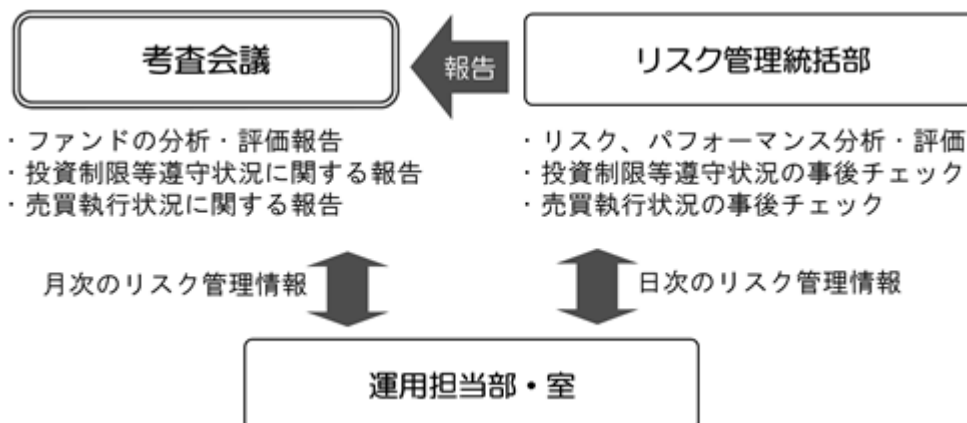 考査会議
報告
リスク管理統括部
・ファンドの分析・評価報告
・投資制限等遵守状況に関する報告
・売買執行状況に関する報告
・リスク、パフォーマンス分析・評価
・投資制限等遵守状況の事後チェック
・売買執行状況の事後チェック
月次のリスク管理情報
日次のリスク管理情報
運用担当部・室